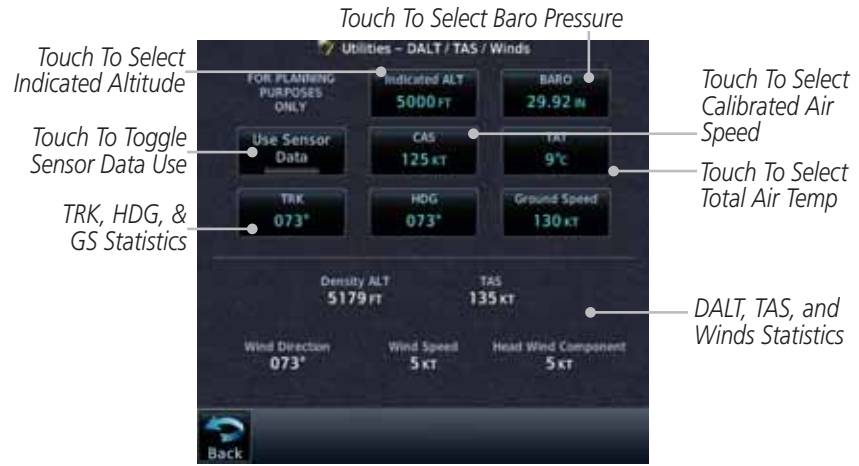 Touch To Select Baro Pressure
Touch To Select
Indicated Altitude
Touch To Toggle
Sensor Data Use
TRK, HDG, &
GS Statistics
Utilities – DALT / TAS / Winds
FOR PLANNING
PURPOSES
ONLY
Indicated ALT
5000 FT
BARO
29.92 IN
Use Sensor
Data
CAS
125 KT
TAT
9°C
TRK
073°
HDG
073°
Ground Speed
130 KT
Density ALT
5179 FT
TAS
135 KT
Wind Direction
073°
Wind Speed
5 KT
Head Wind Component
5 KT
Back
Touch To Select
Calibrated Air
Speed
Touch To Select
Total Air Temp
DALT, TAS, and
Winds Statistics